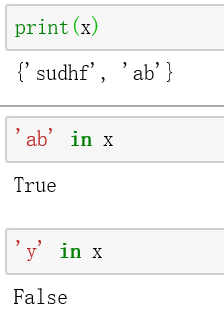 print(x)
{'sudhf', 'ab'}
'ab' in x
True
'y' in x
False